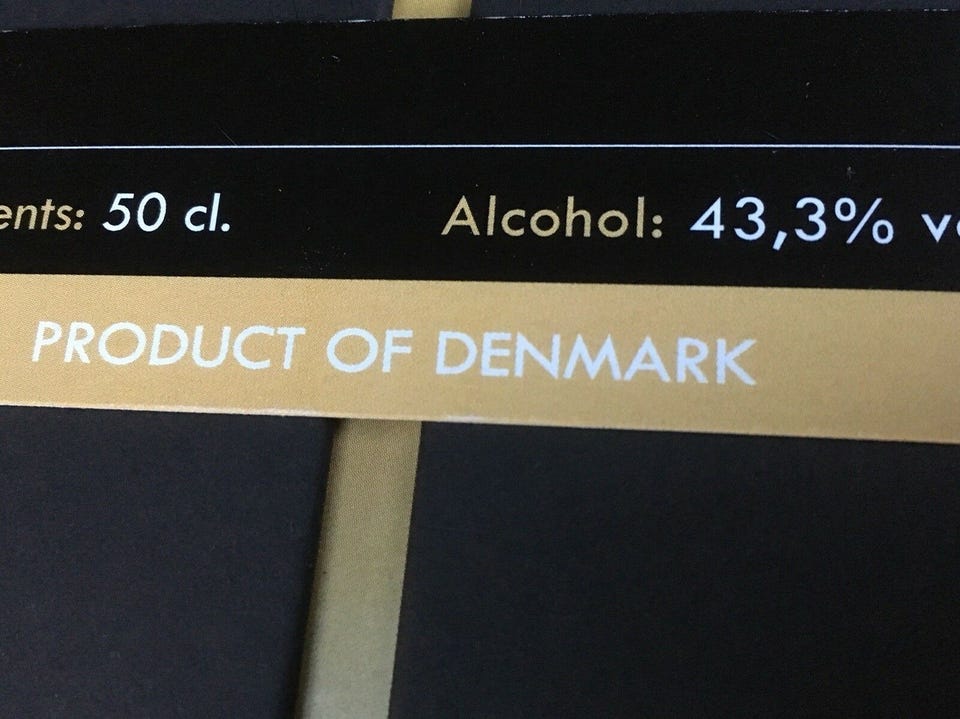 ents: 50 cl. Alcohol: 43,3% v
PRODUCT OF DENMARK